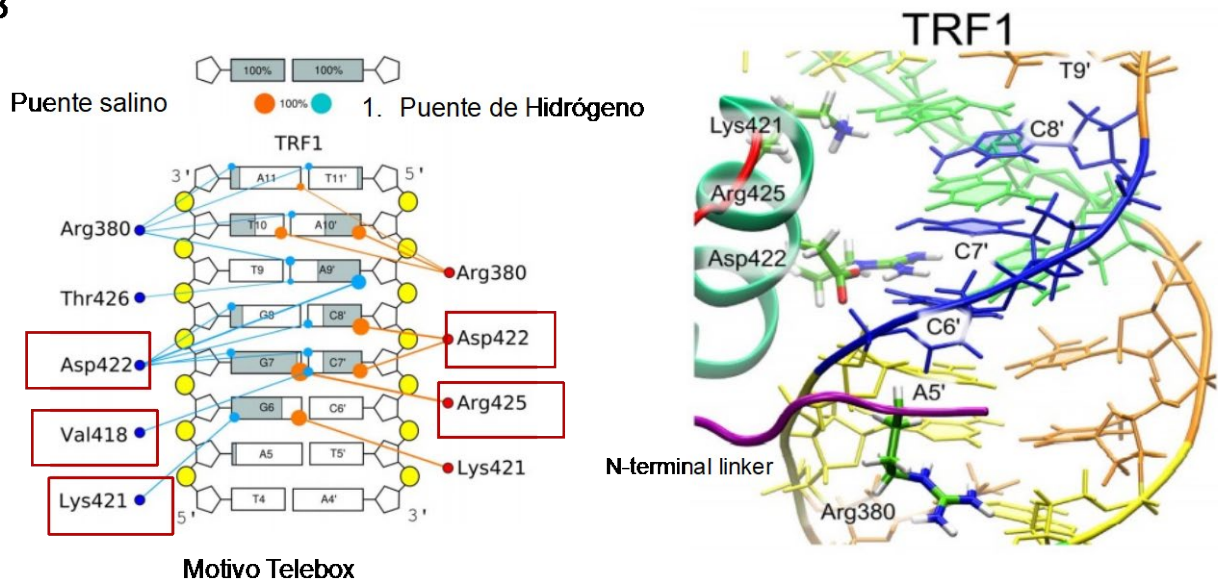 B
TRF1
100% 100%
Puente salino
100%
1. Puente de Hidrógeno
TRF1
3' 5'
A11 T11'
T10 A10'
T9 A9'
G8 C8'
G7 C7'
G6 C6'
A5 T5'
T4 A4'
5' 3'
Arg380
Thr426
Asp422
Val418
Lys421
Arg380
Asp422
Arg425
Lys421
Motivo Telebox
T9'
Lys421
C8'
Arg425
C7'
Asp422
C6'
A5'
N-terminal linker
Arg380